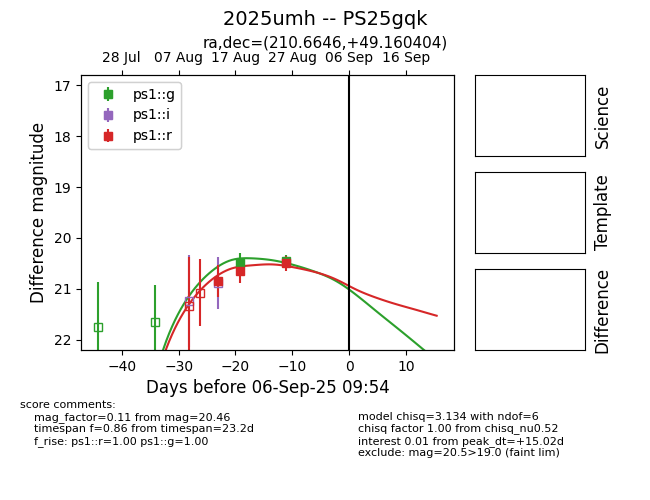 2025umh -- PS25gqk
ra,dec=(210.6646,+49.160404)
28 Jul 07 Aug 17 Aug 27 Aug 06 Sep 16 Sep
ps1::g
ps1::i
ps1::r
17
18
19
20
21
22
Difference magnitude
−40 −30 −20 −10 0 10
Days before 06-Sep-25 09:54
Science
Template
Difference
score comments:
mag_factor=0.11 from mag=20.46
timespan f=0.86 from timespan=23.2d
f_rise: ps1::r=1.00 ps1::g=1.00
model chisq=3.134 with ndof=6
chisq factor 1.00 from chisq_nu0.52
interest 0.01 from peak_dt=+15.02d
exclude: mag=20.5>19.0 (faint lim)